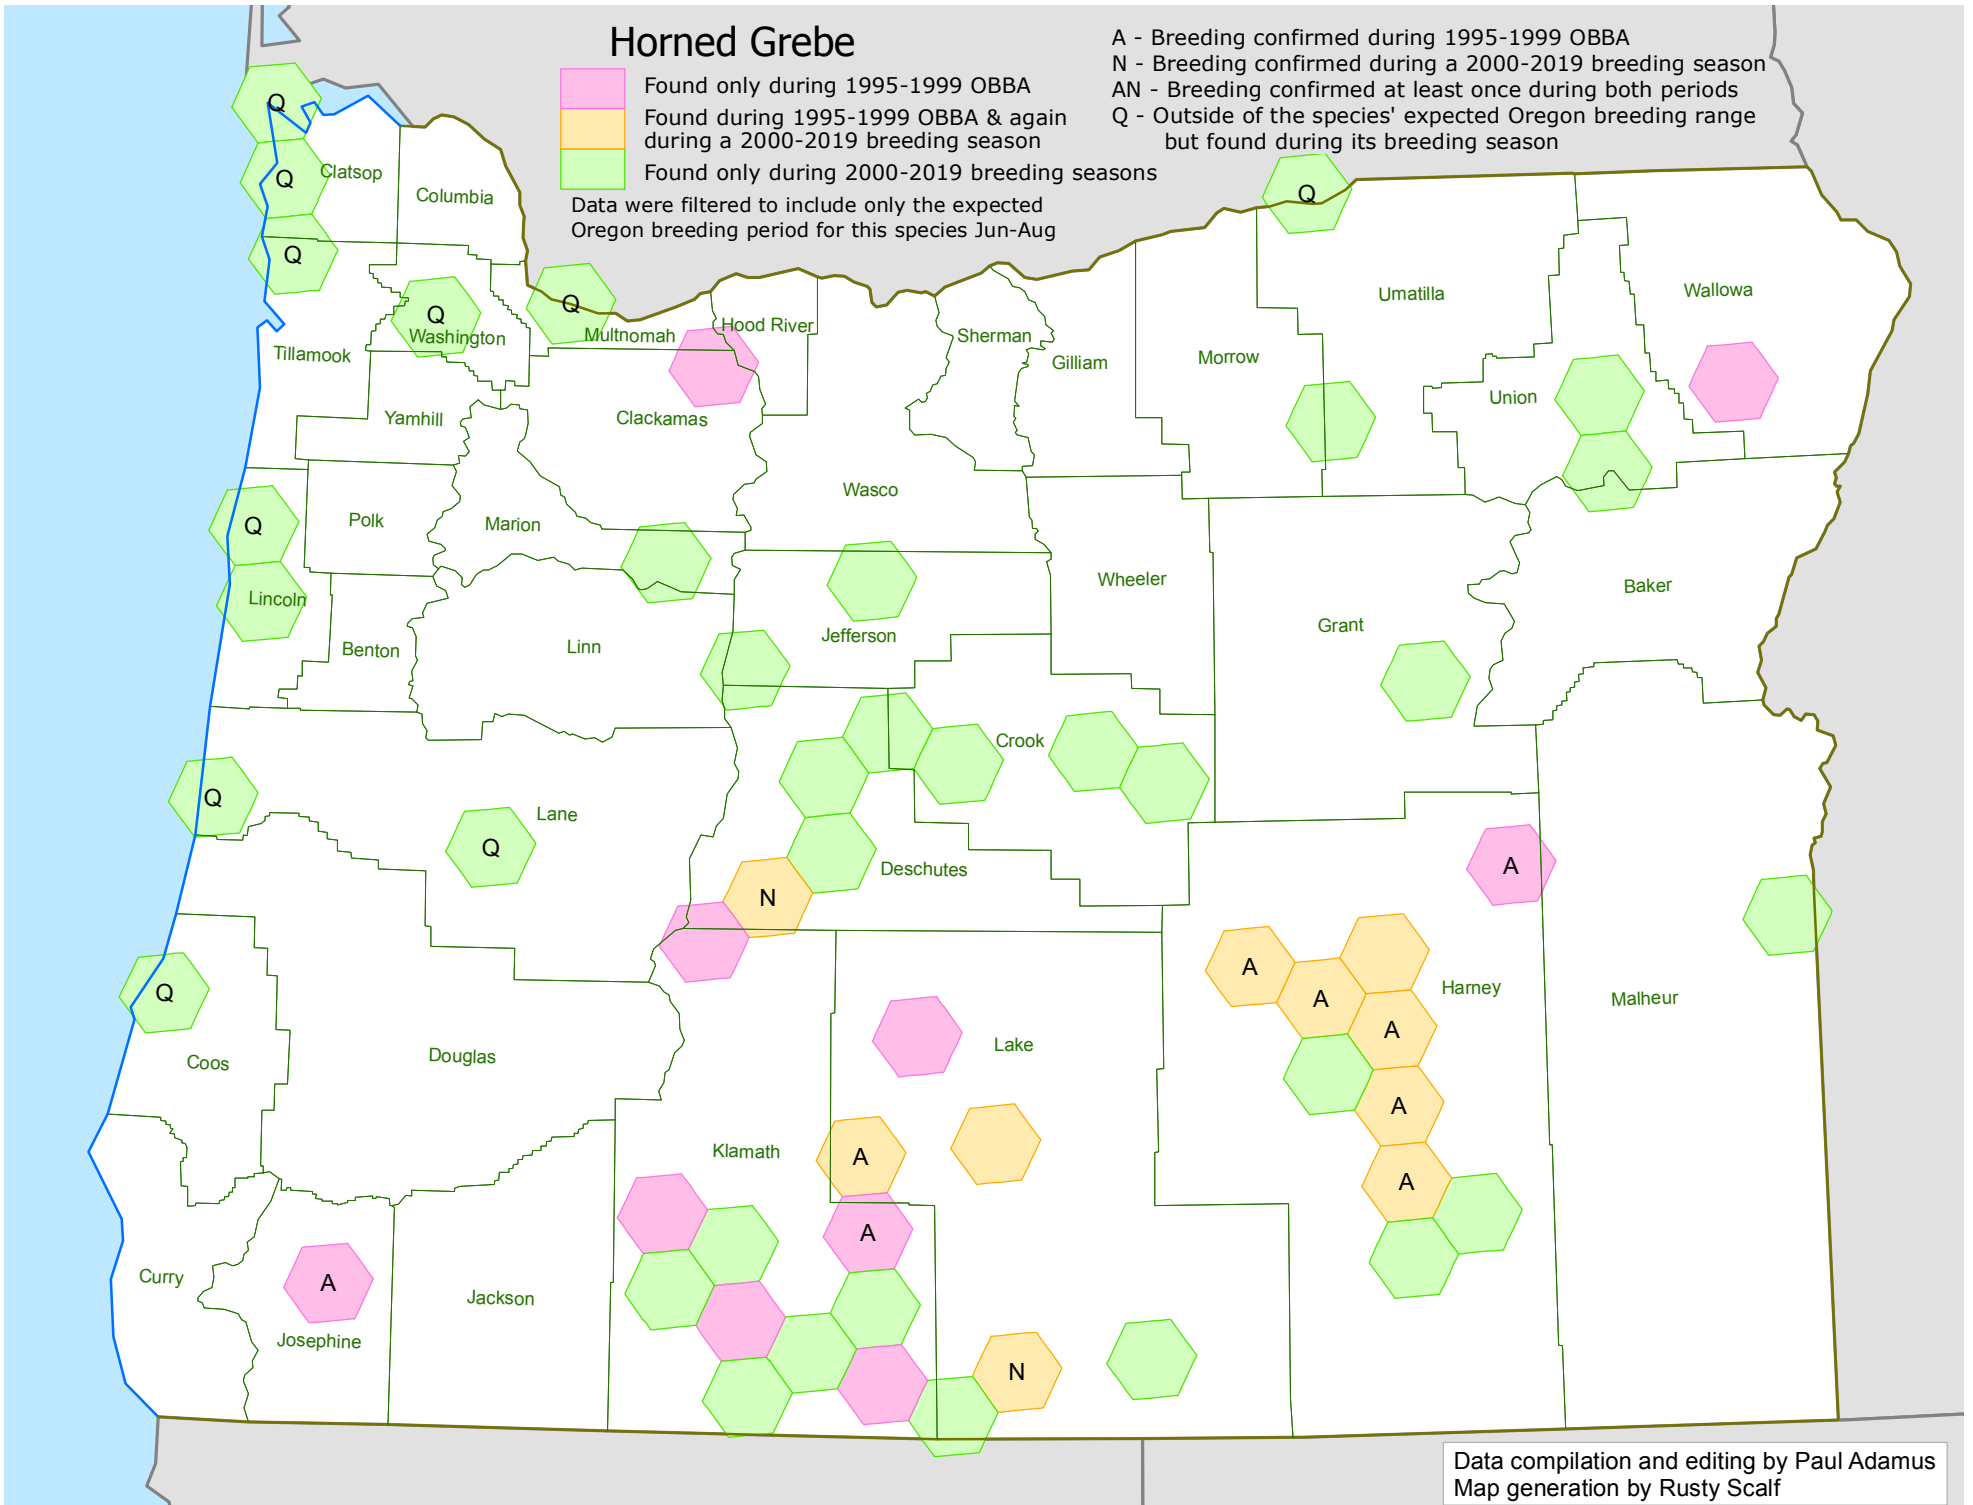 Horned Grebe
Found only during 1995-1999 OBBA
Found during 1995-1999 OBBA & again
during a 2000-2019 breeding season
Found only during 2000-2019 breeding seasons
Data were filtered to include only the expected
Oregon breeding period for this species Jun-Aug
A - Breeding confirmed during 1995-1999 OBBA
N - Breeding confirmed during a 2000-2019 breeding season
AN - Breeding confirmed at least once during both periods
Q - Outside of the species' expected Oregon breeding range
but found during its breeding season
Q
Q
Clatsop
Columbia
Q
Q
Q
Q
Umatilla
Wallowa
Washington
Multnomah
Hood River
Sherman
Tillamook
Gilliam
Morrow
Union
Yamhill
Clackamas
Wasco
Q
Polk
Marion
Lincoln
Wheeler
Baker
Benton
Linn
Jefferson
Grant
Crook
Q
Lane
Q
Deschutes
N
A
Q
A
A
Harney
Malheur
A
Coos
Douglas
Lake
A
Klamath
A
A
A
Curry
A
Josephine
Jackson
N
Data compilation and editing by Paul Adamus
Map generation by Rusty Scalf